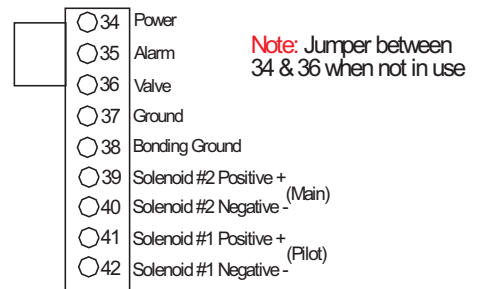 34 Power
35 Alarm
36 Valve
37 Ground
38 Bonding Ground
39 Solenoid #2 Positive +
(Main)
40 Solenoid #2 Negative -
41 Solenoid #1 Positive +
(Pilot)
42 Solenoid #1 Negative -
Note: Jumper between
34 & 36 when not in use